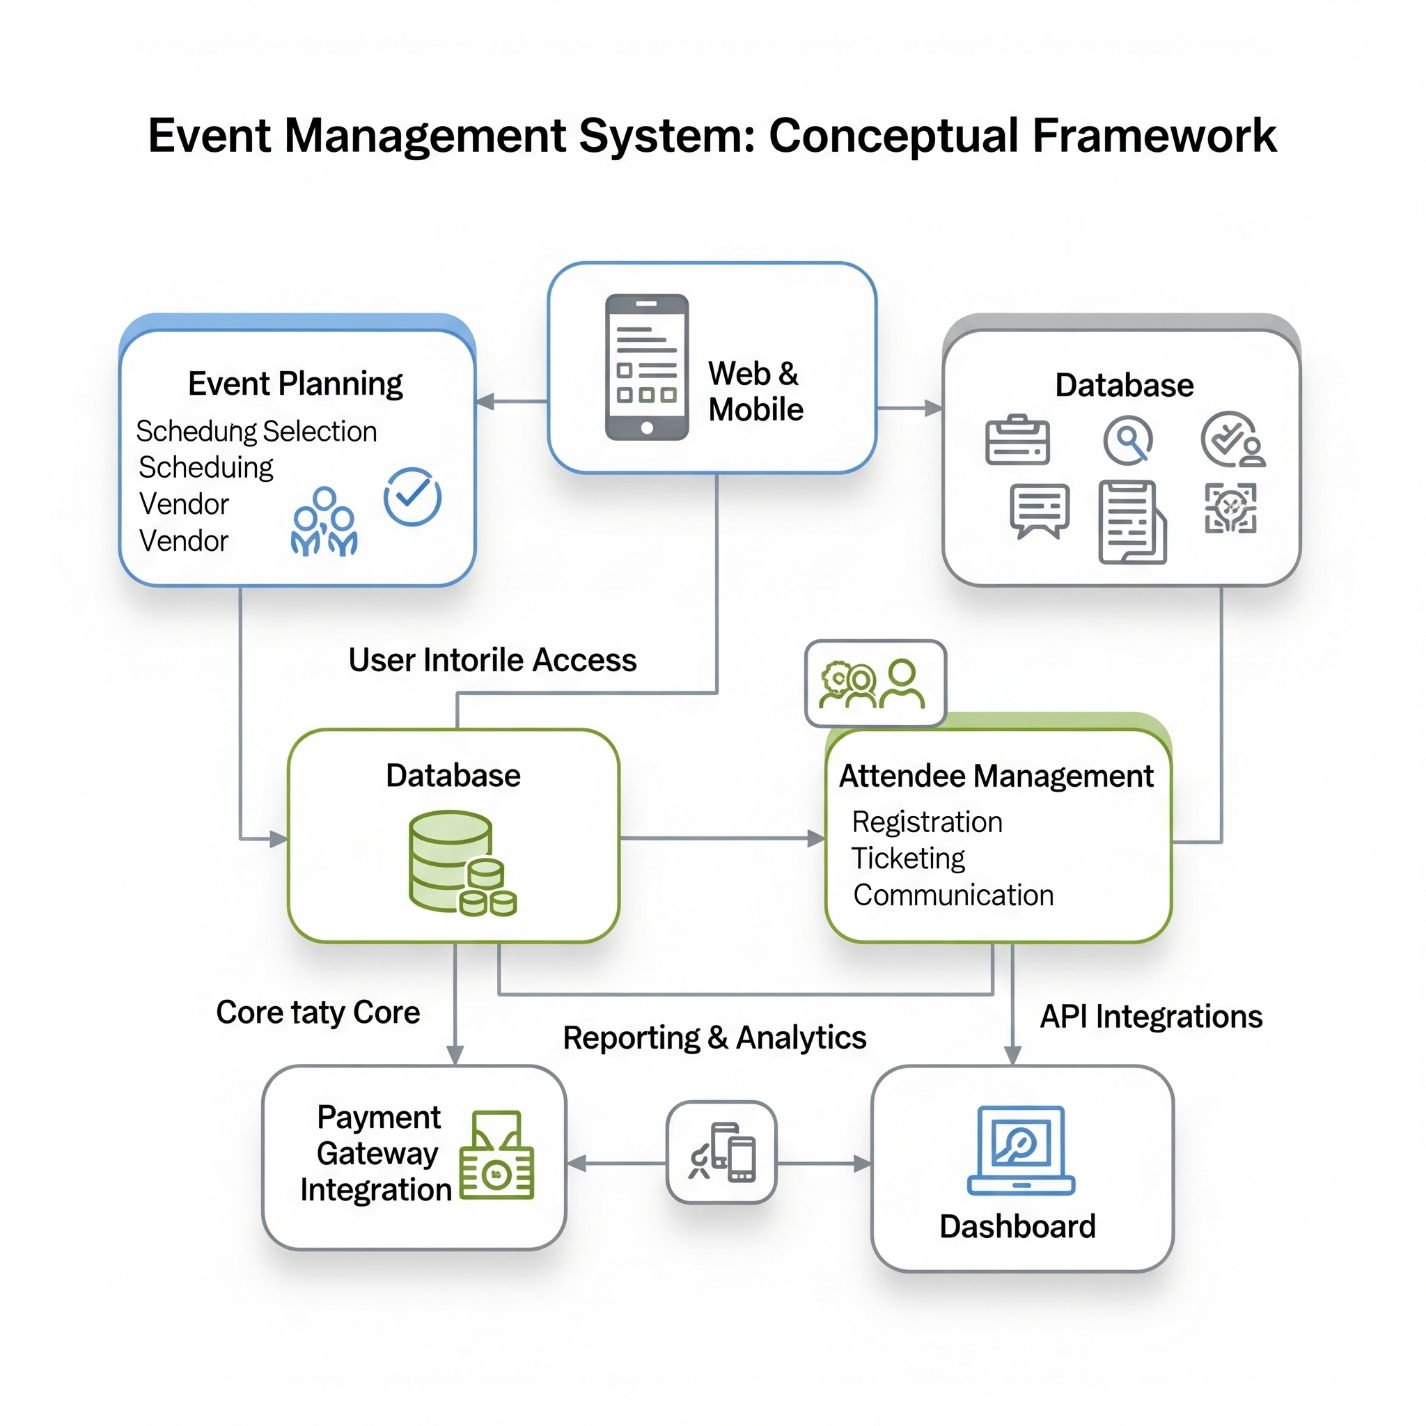 Event Management System: Conceptual Framework
Web &
Mobile
Event Planning
Schedung Selection
Scheduing
Vendor
Vendor
Database
User Intorile Access
Database
Attendee Management
Registration
Ticketing
Communication
Core taty Core
Reporting & Analytics
API Integrations
Payment
Gateway
Integration
Dashboard